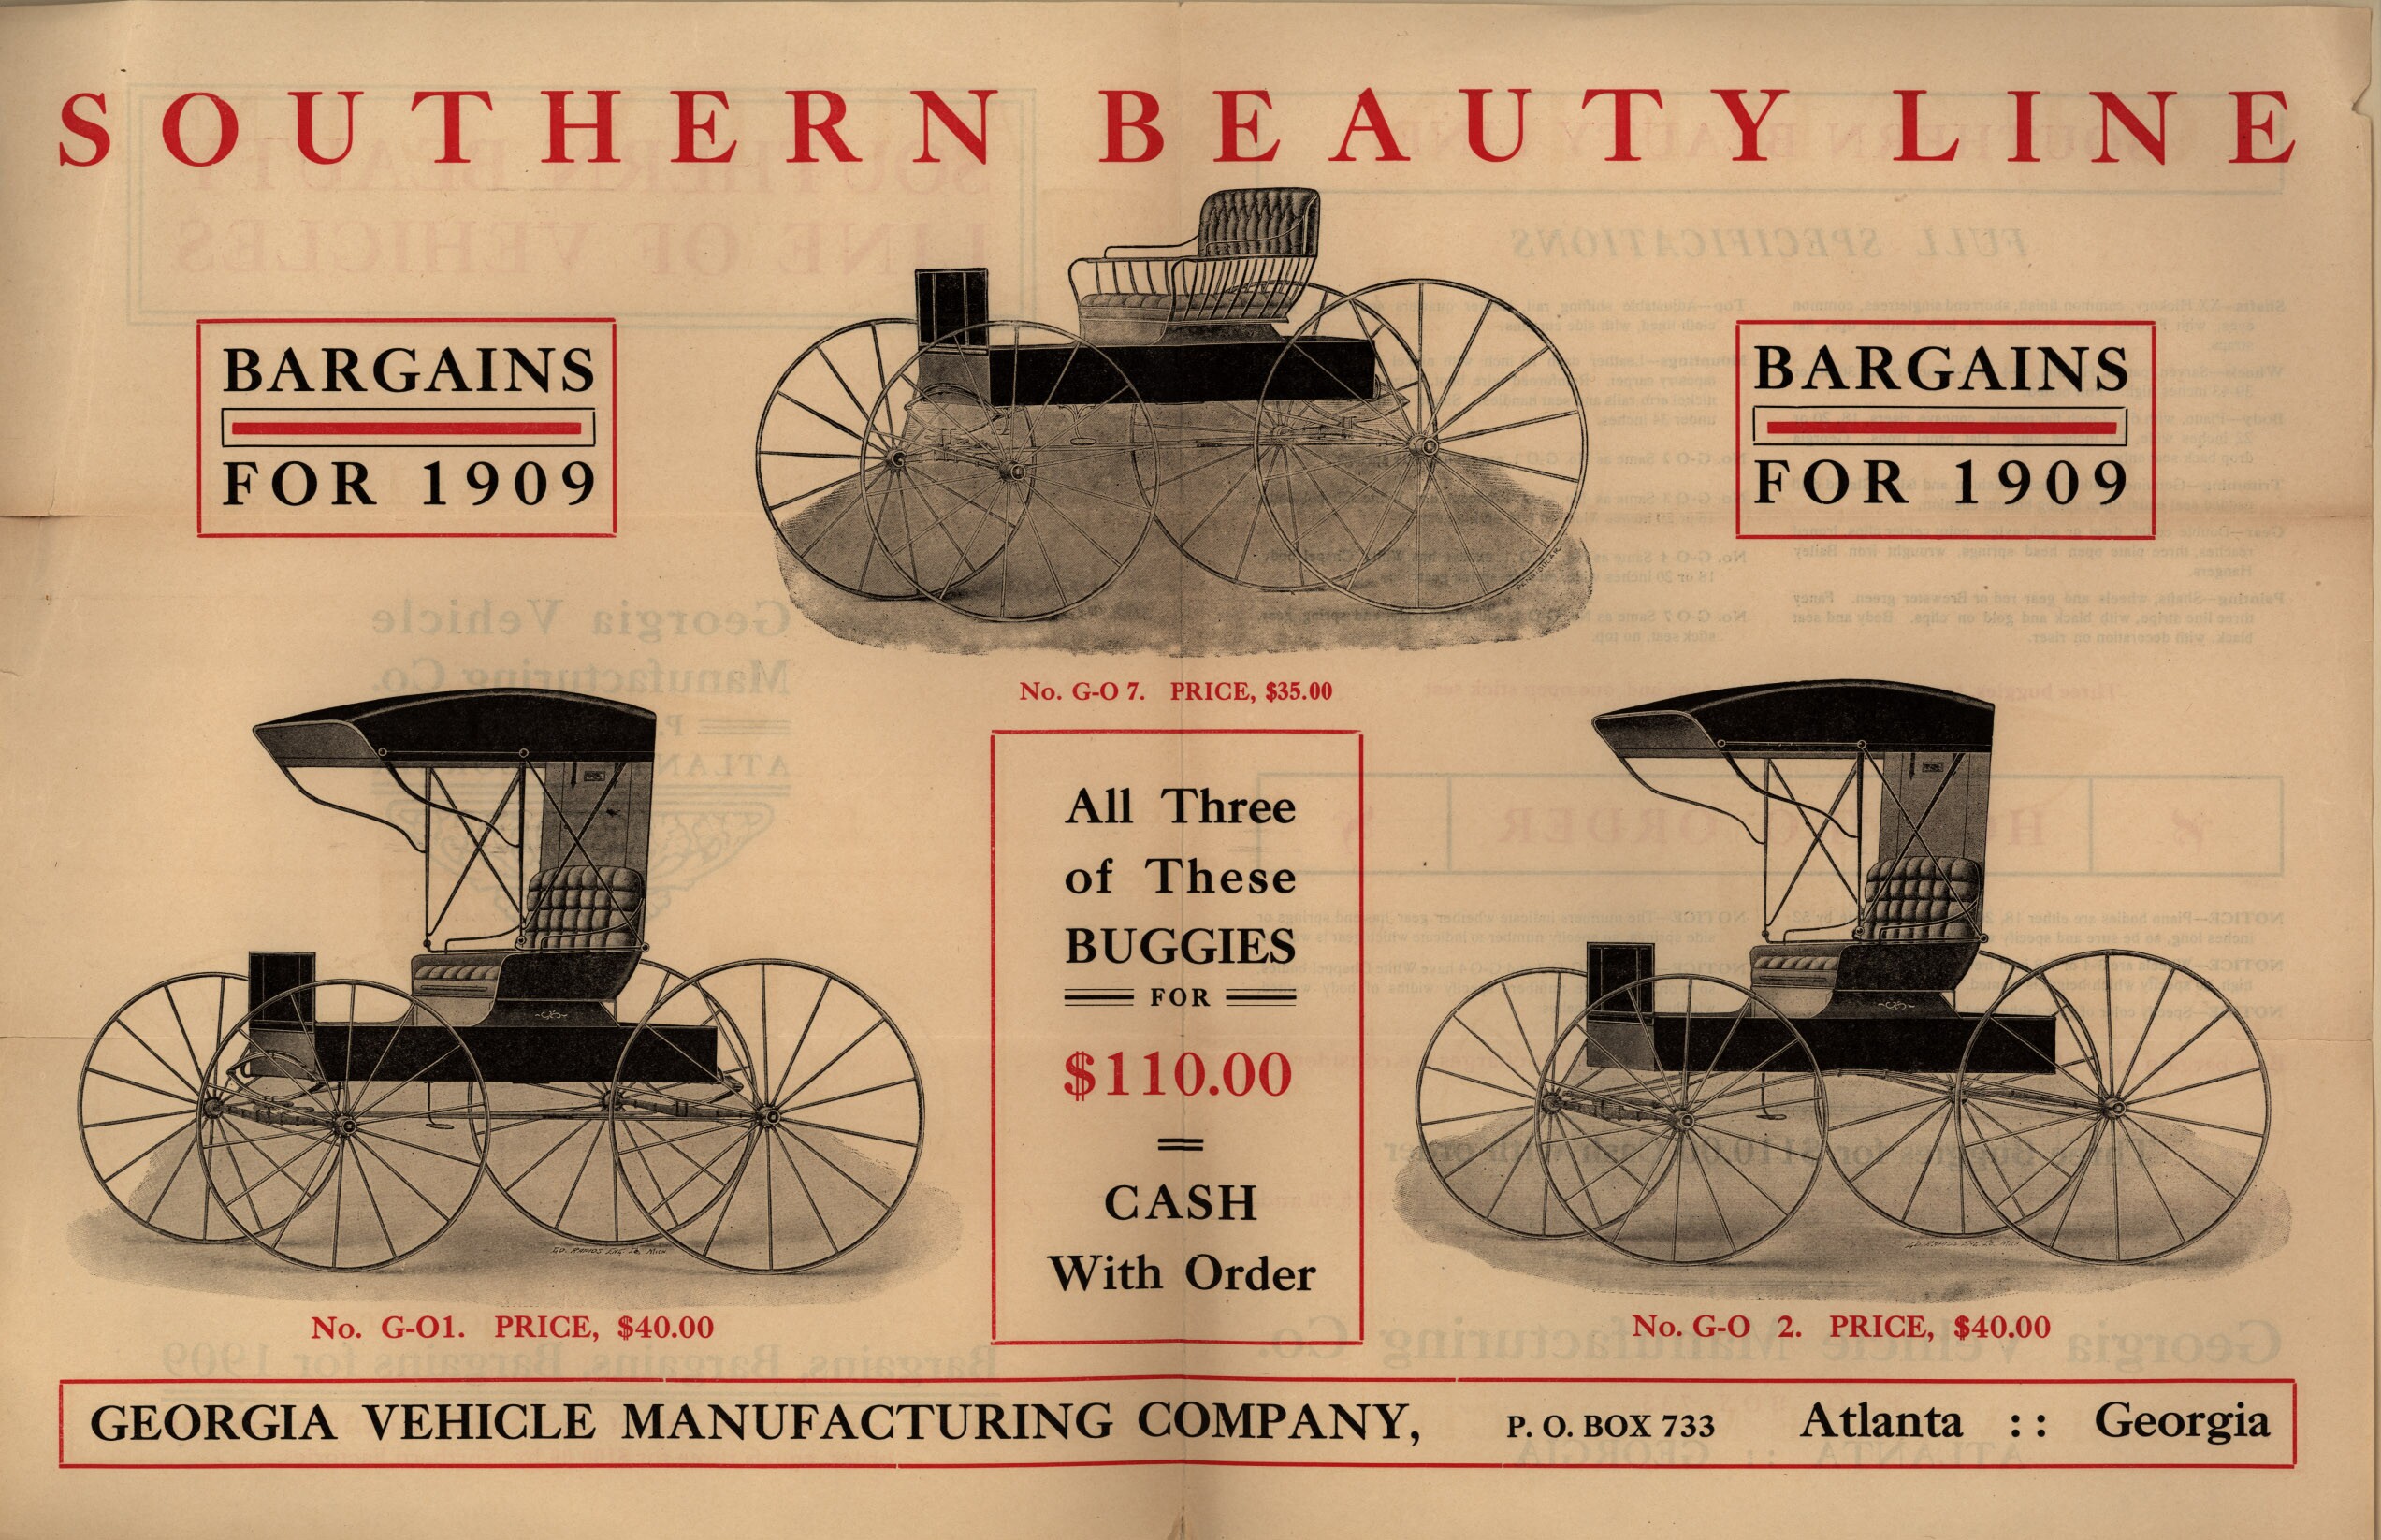 SOUTHERN BEAUTY LINE
BARGAINS
FOR 1909
BARGAINS
FOR 1909
No. G-O 7. PRICE, $35.00
All Three
of These
BUGGIES
FOR
$110.00
CASH
With Order
No. G-O1. PRICE, $40.00
No. G-O 2. PRICE, $40.00
GEORGIA VEHICLE MANUFACTURING COMPANY, P. O. BOX 733 Atlanta :: Georgia